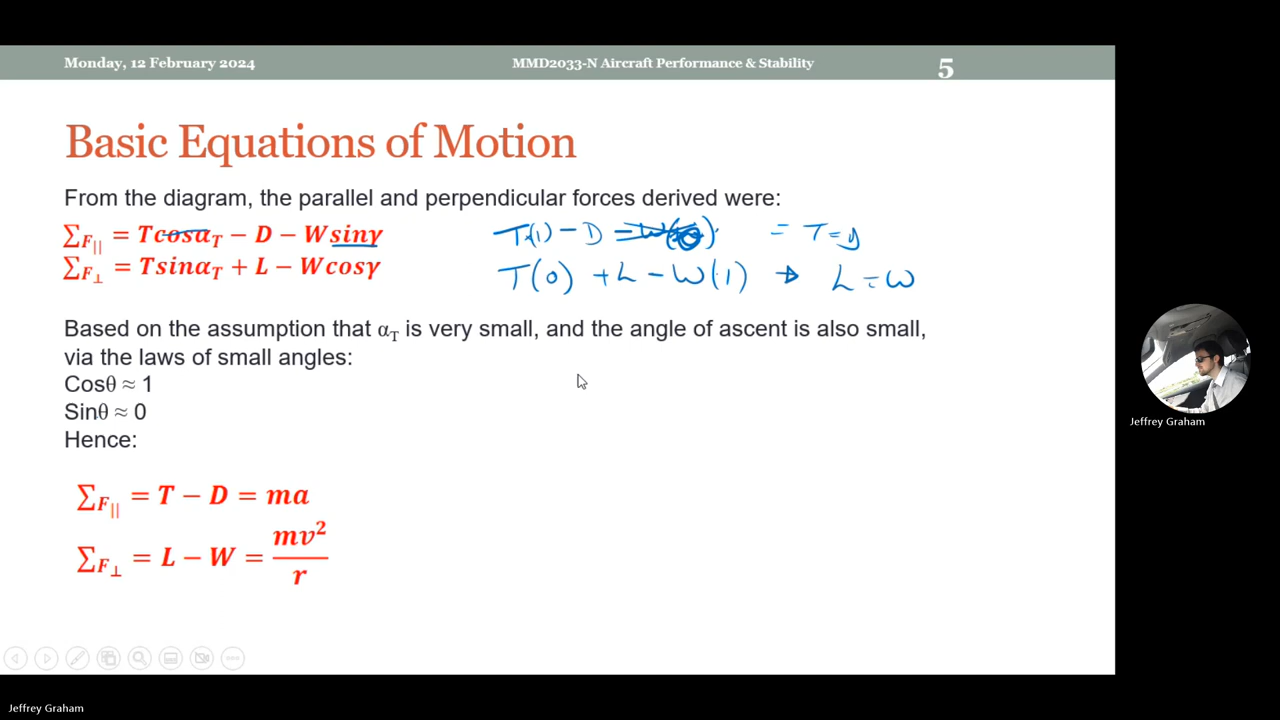 Monday, 12 February 2024 MMD2033-N Aircraft Performance & Stability 5
Basic Equations of Motion
From the diagram, the parallel and perpendicular forces derived were:
∑F|| = Tcosα_T − D − Wsinγ T(1) − D − W(0) = T = D
∑F⊥ = Tsinα_T + L − Wcosγ T(0) + L − W(1) → L = W
Based on the assumption that α_T is very small, and the angle of ascent is also small,
via the laws of small angles:
Cosθ ≈ 1
Sinθ ≈ 0
Hence:
∑F|| = T − D = ma
∑F⊥ = L − W = mv²/r
Jeffrey Graham
Jeffrey Graham